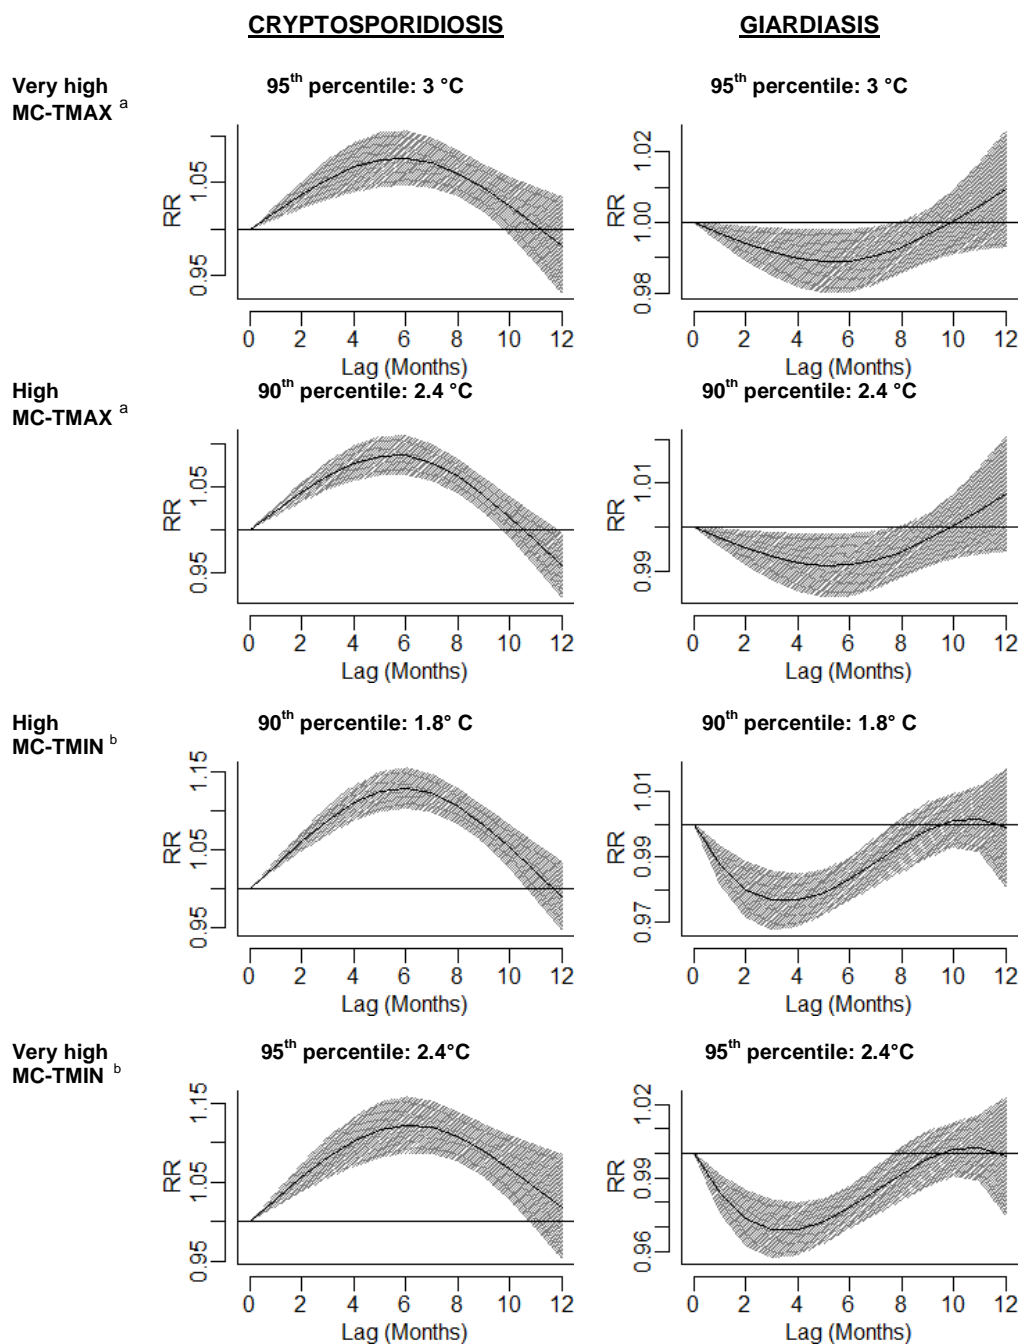 CRYPTOSPORIDIOSIS GIARDIASIS
Very high
MC-TMAX a
95th percentile: 3 °C
RR
1.05
0.95
0 2 4 6 8 10 12
Lag (Months)
95th percentile: 3 °C
RR
1.02
1.00
0.98
0 2 4 6 8 10 12
Lag (Months)
High
MC-TMAX a
90th percentile: 2.4 °C
RR
1.05
0.95
0 2 4 6 8 10 12
Lag (Months)
90th percentile: 2.4 °C
RR
1.01
0.99
0 2 4 6 8 10 12
Lag (Months)
High
MC-TMIN b
90th percentile: 1.8° C
RR
1.15
1.05
0.95
0 2 4 6 8 10 12
Lag (Months)
90th percentile: 1.8° C
RR
1.01
0.99
0.97
0 2 4 6 8 10 12
Lag (Months)
Very high
MC-TMIN b
95th percentile: 2.4°C
RR
1.15
1.05
0.95
0 2 4 6 8 10 12
Lag (Months)
95th percentile: 2.4°C
RR
1.02
0.99
0.96
0 2 4 6 8 10 12
Lag (Months)